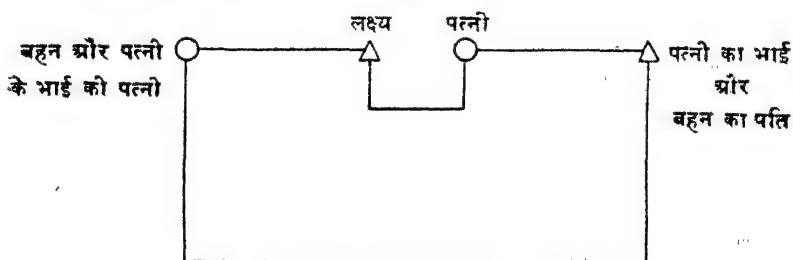 लक्ष्य पत्नी
बहन और पत्नी
के भाई की पत्नी
पत्नी का भाई
और
बहन का पति